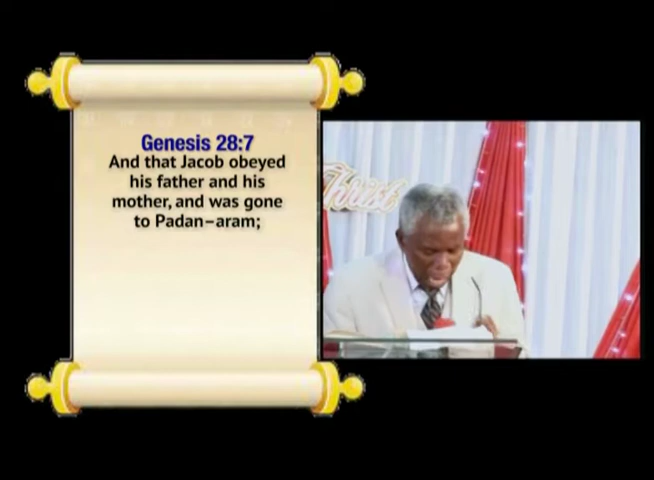 Genesis 28:7
And that Jacob obeyed
his father and his
mother, and was gone
to Padan-aram;
Christ